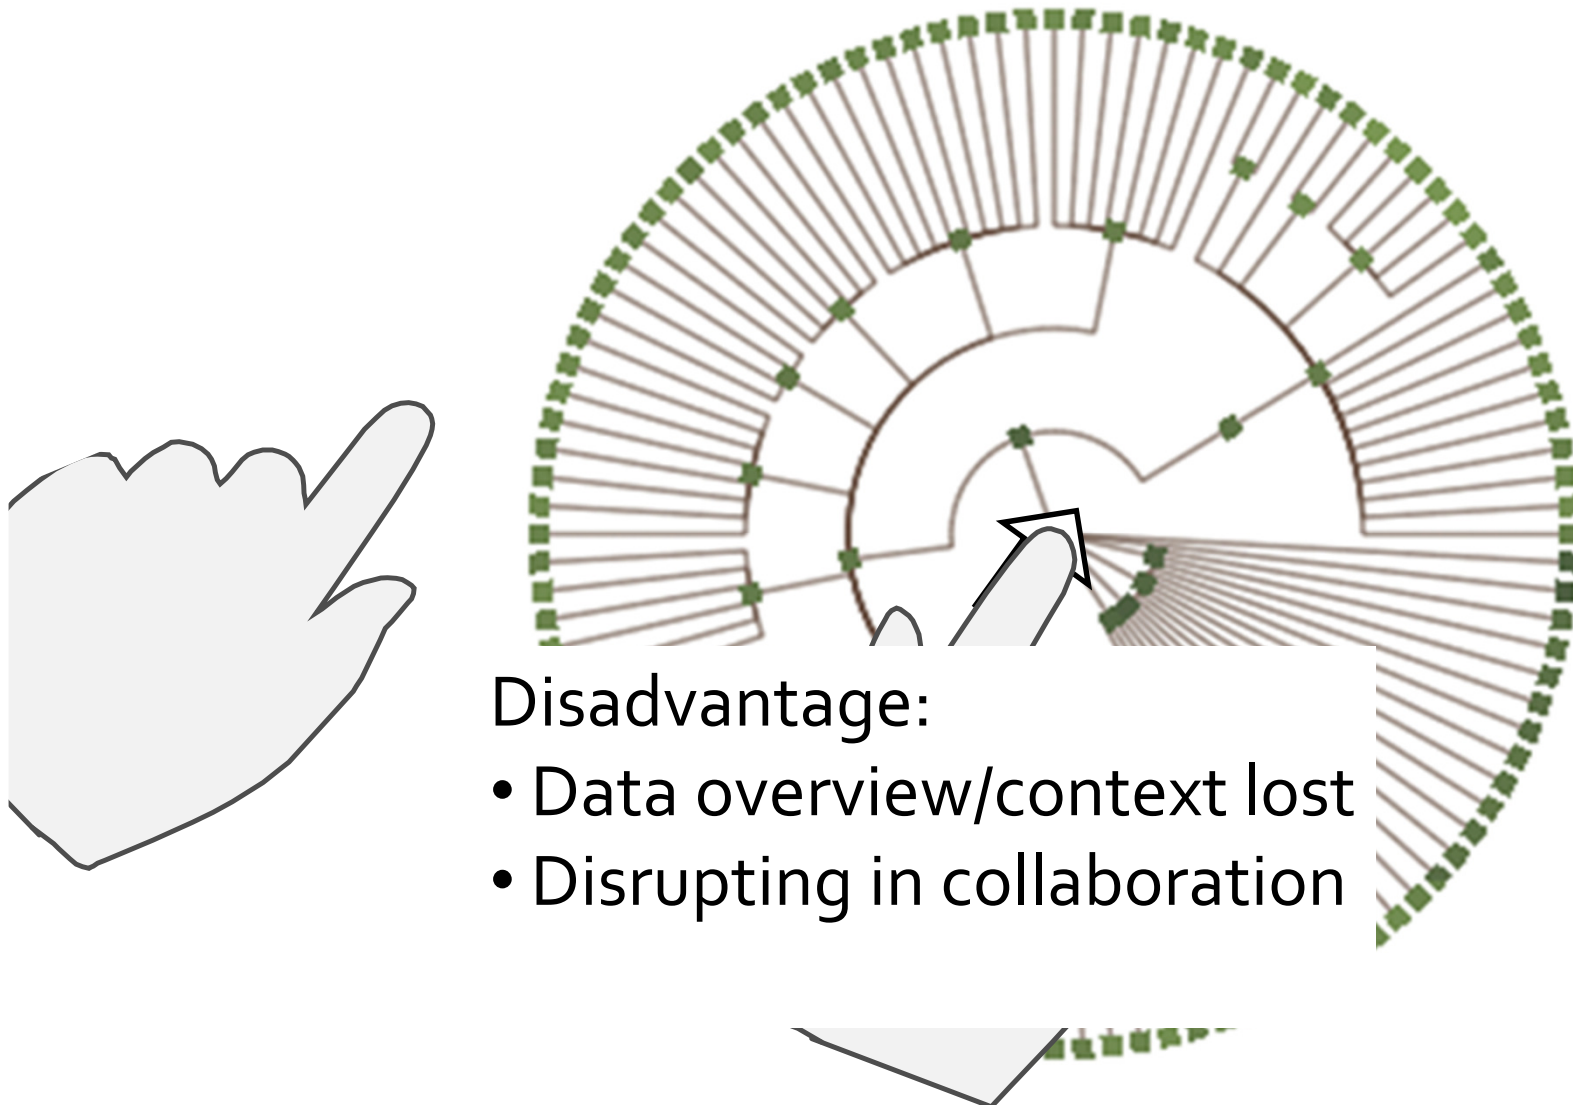 Disadvantage:
• Data overview/context lost
• Disrupting in collaboration